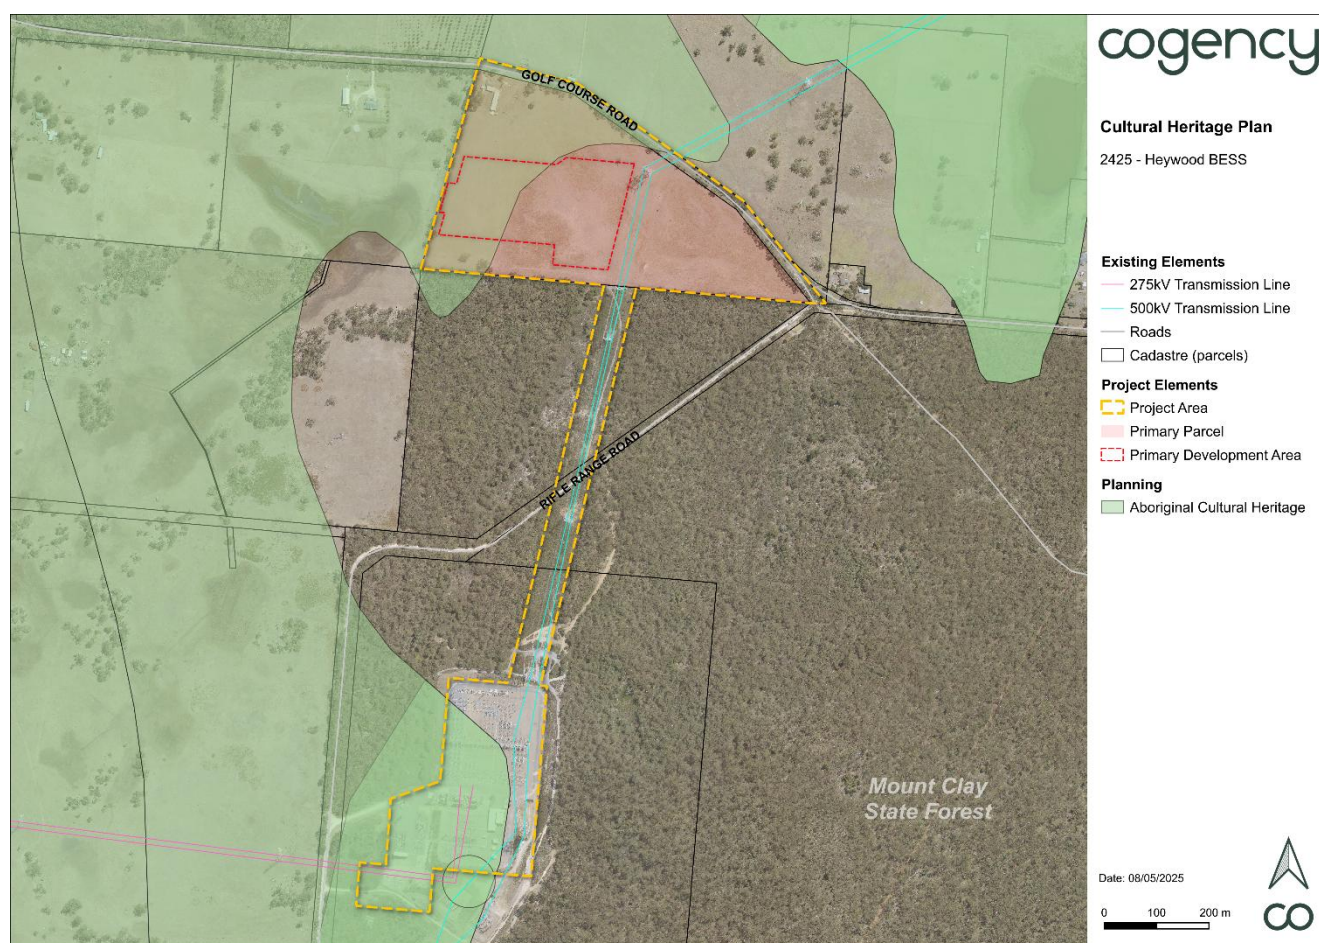 cogency
Cultural Heritage Plan
2425 - Heywood BESS
Existing Elements
275kV Transmission Line
500kV Transmission Line
Roads
Cadastre (parcels)
Project Elements
Project Area
Primary Parcel
Primary Development Area
Planning
Aboriginal Cultural Heritage
GOLF COURSE ROAD
RIFLE RANGE ROAD
Mount Clay
State Forest
Date: 08/05/2025
0 100 200 m
CO